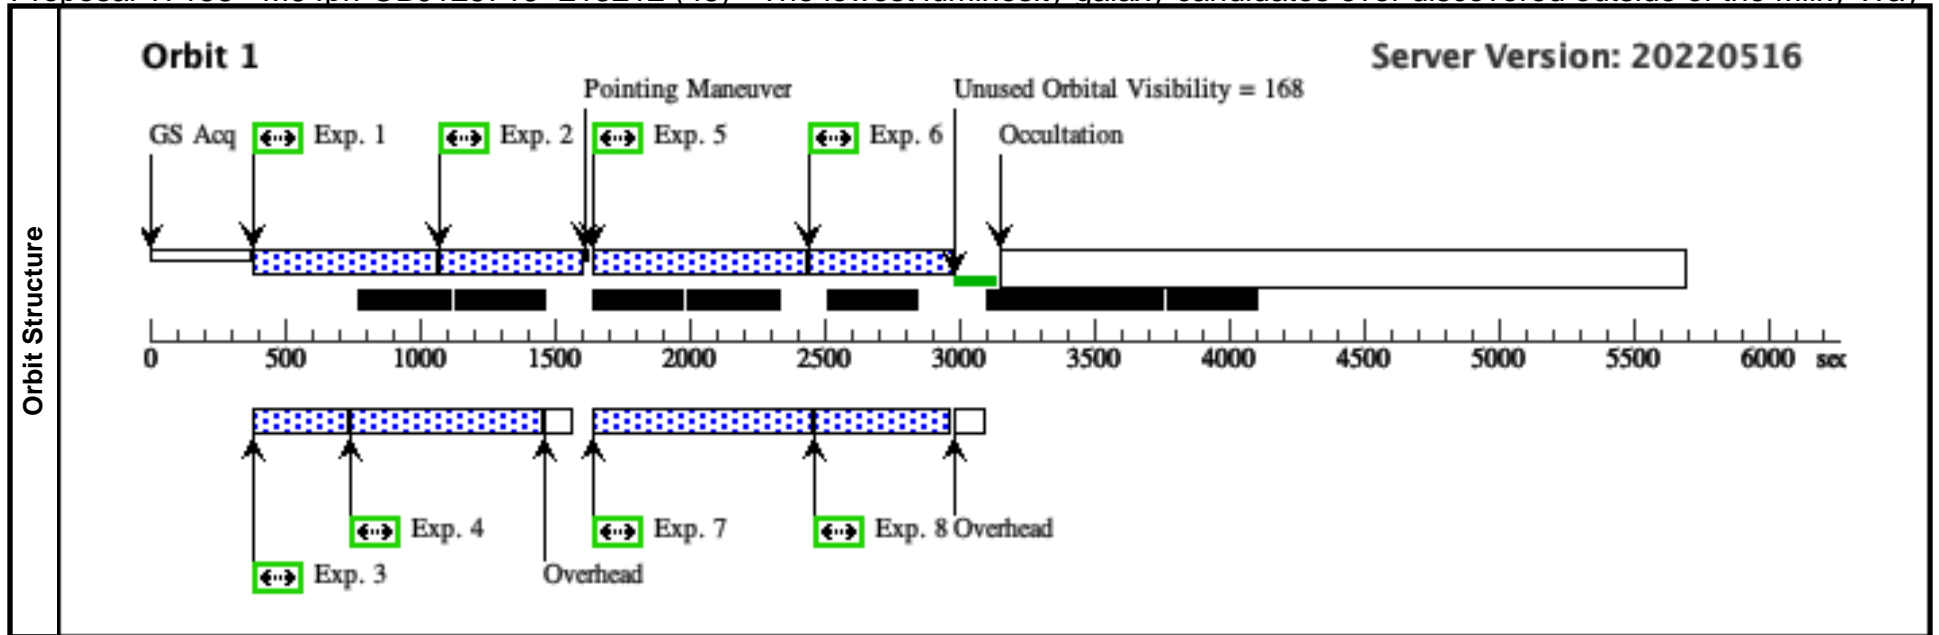 Orbit 1
Server Version: 20220516
Pointing Maneuver
Unused Orbital Visibility = 168
GS Acq
Exp. 1
Exp. 2
Exp. 5
Exp. 6
Occultation
Orbit Structure
0 500 1000 1500 2000 2500 3000 3500 4000 4500 5000 5500 6000 sec
Exp. 4
Exp. 7
Exp. 8
Overhead
Exp. 3
Overhead